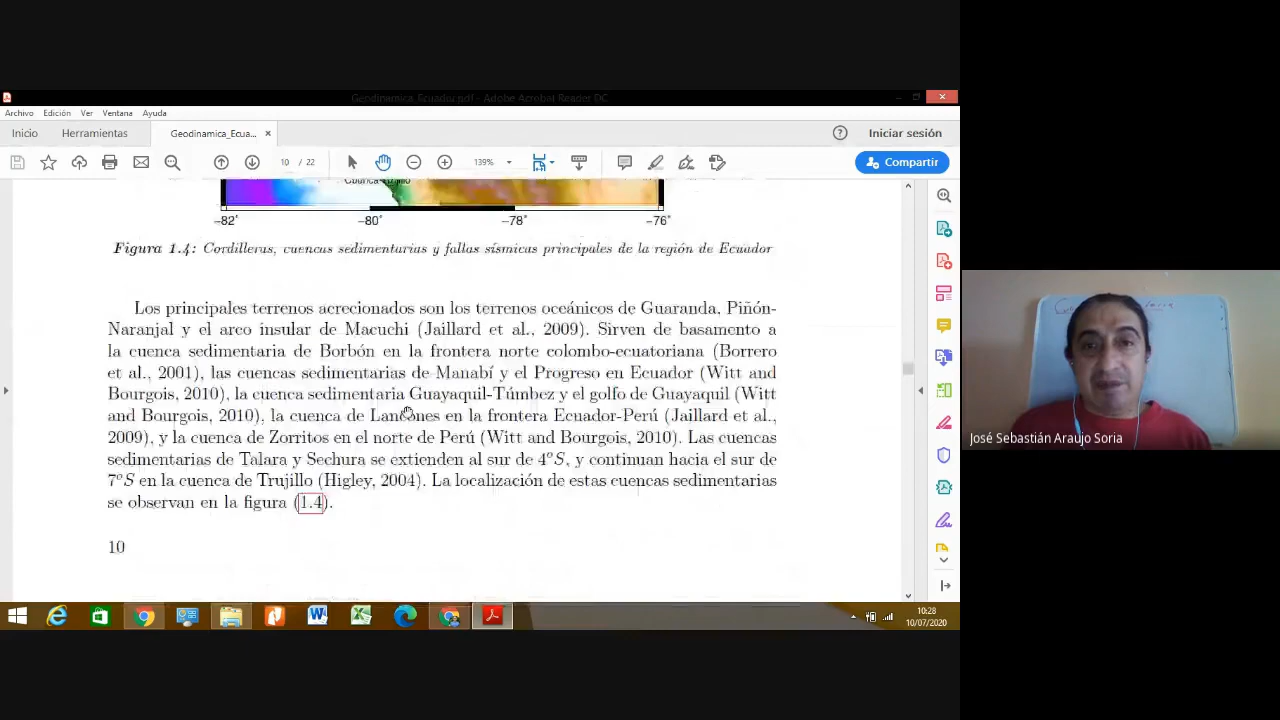 Geodinamica_Ecuador.pdf - Adobe Acrobat Reader DC
Archivo Edición Ver Ventana Ayuda
Inicio Herramientas Geodinamica_Ecua... × Iniciar sesión
10 / 22 139% Compartir
-82° -80° -78° -76°
Figura 1.4: Cordilleras, cuencas sedimentarias y fallas sísmicas principales de la región de Ecuador
Los principales terrenos acrecionados son los terrenos oceánicos de Guaranda, Piñón-
Naranjal y el arco insular de Macuchi (Jaillard et al., 2009). Sirven de basamento a
la cuenca sedimentaria de Borbón en la frontera norte colombo-ecuatoriana (Borrero
et al., 2001), las cuencas sedimentarias de Manabí y el Progreso en Ecuador (Witt and
Bourgois, 2010), la cuenca sedimentaria Guayaquil-Túmbez y el golfo de Guayaquil (Witt
and Bourgois, 2010), la cuenca de Lancones en la frontera Ecuador-Perú (Jaillard et al.,
2009), y la cuenca de Zorritos en el norte de Perú (Witt and Bourgois, 2010). Las cuencas
sedimentarias de Talara y Sechura se extienden al sur de 4°S, y continuan hacia el sur de
7°S en la cuenca de Trujillo (Higley, 2004). La localización de estas cuencas sedimentarias
se observan en la figura (1.4).
10
José Sebastián Araujo Soria
10:28
10/07/2020